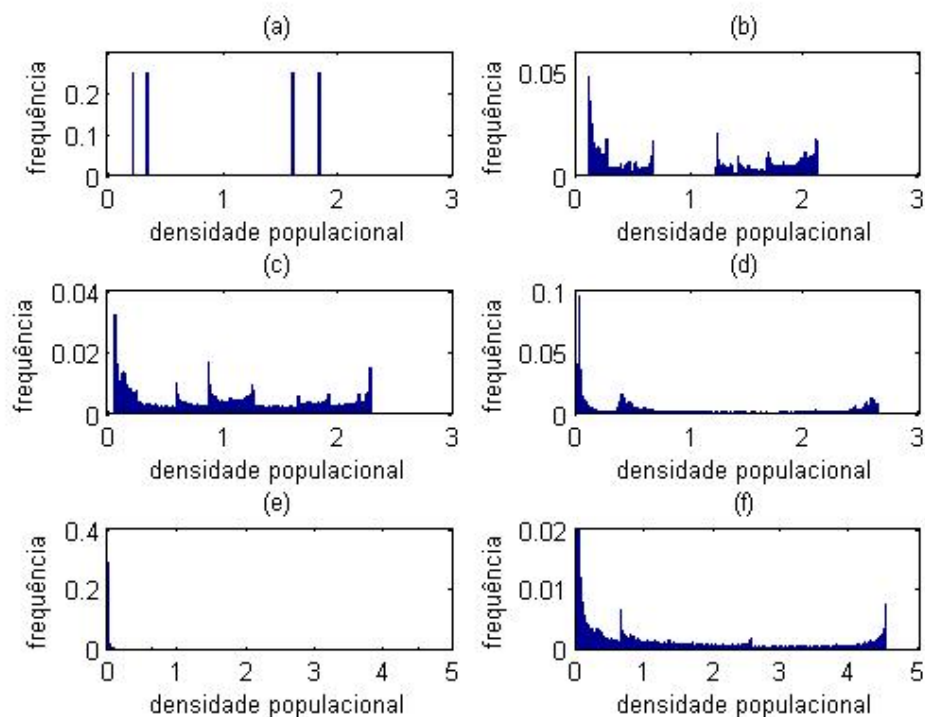 (a)
frequência
0.2
0.1
0
0 1 2 3
densidade populacional
(b)
frequência
0.05
0
0 1 2 3
densidade populacional
(c)
frequência
0.04
0.02
0
0 1 2 3
densidade populacional
(d)
frequência
0.1
0.05
0
0 1 2 3
densidade populacional
(e)
frequência
0.4
0.2
0
0 1 2 3 4 5
densidade populacional
(f)
frequência
0.02
0.01
0
0 1 2 3 4 5
densidade populacional